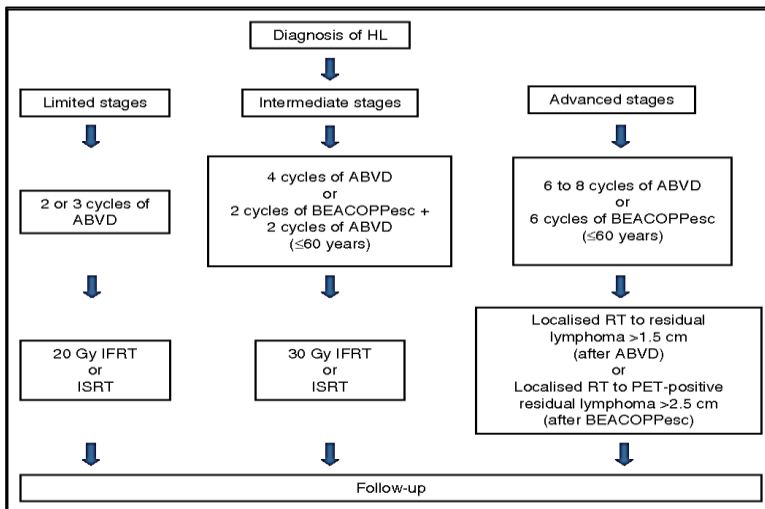 Diagnosis of HL
Limited stages
Intermediate stages
Advanced stages
2 or 3 cycles of
ABVD
4 cycles of ABVD
or
2 cycles of BEACOPPesc +
2 cycles of ABVD
(≤60 years)
6 to 8 cycles of ABVD
or
6 cycles of BEACOPPesc
(≤60 years)
20 Gy IFRT
or
ISRT
30 Gy IFRT
or
ISRT
Localised RT to residual
lymphoma >1.5 cm
(after ABVD)
or
Localised RT to PET-positive
residual lymphoma >2.5 cm
(after BEACOPPesc)
Follow-up